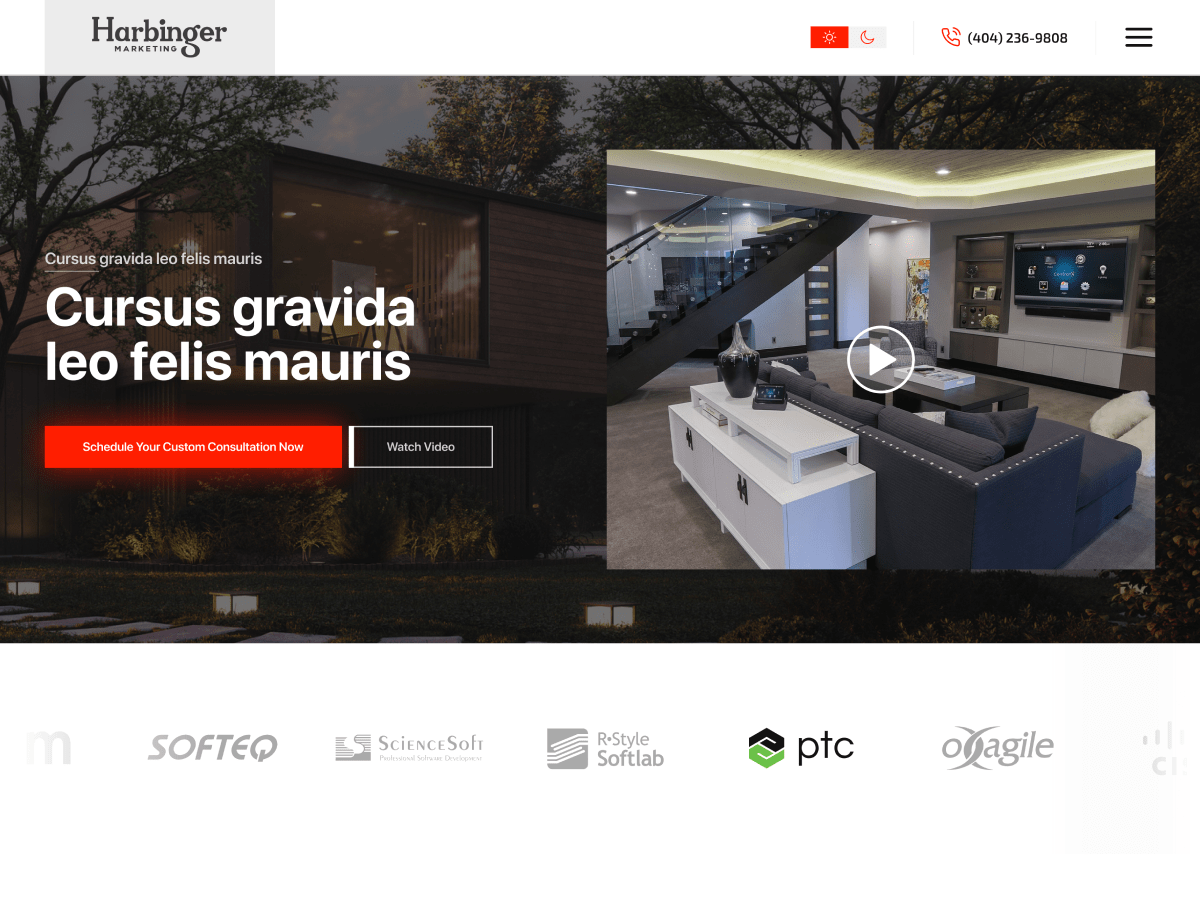 Harbinger
MARKETING
(404) 236-9808
Cursus gravida leo felis mauris
Cursus gravida
leo felis mauris
Schedule Your Custom Consultation Now
Watch Video
control4
m
SOFTEQ
ScienceSoft
Professional Software Development
R•Style
Softlab
ptc
oxagile